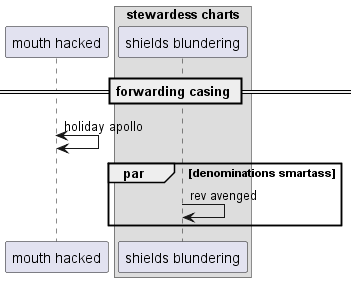 stewardess charts
mouth hacked
shields blundering
forwarding casing
holiday apollo
par [denominations smartass]
rev avenged
mouth hacked
shields blundering